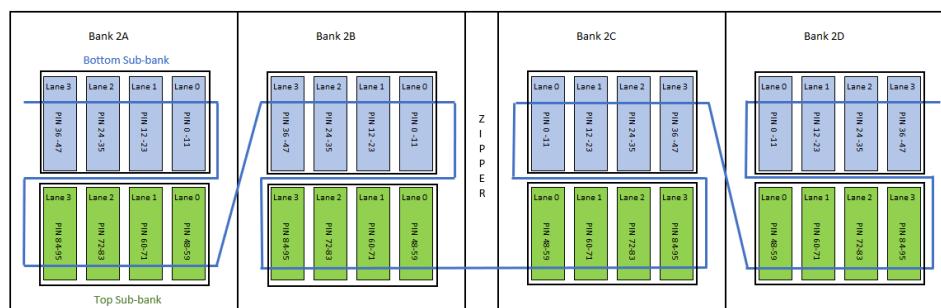 Bank 2A
Bank 2B
Bank 2C
Bank 2D
Bottom Sub-bank
Lane 3 Lane 2 Lane 1 Lane 0
PIN 36 -47 PIN 24 -35 PIN 12 -23 PIN 0 -11
Lane 3 Lane 2 Lane 1 Lane 0
PIN 36 -47 PIN 24 -35 PIN 12 -23 PIN 0 -11
ZIPPER
Lane 0 Lane 1 Lane 2 Lane 3
PIN 0 -11 PIN 12 -23 PIN 24 -35 PIN 36 -47
Lane 0 Lane 1 Lane 2 Lane 3
PIN 0 -11 PIN 12 -23 PIN 24 -35 PIN 36 -47
Lane 3 Lane 2 Lane 1 Lane 0
PIN 84-95 PIN 72-83 PIN 60-71 PIN 48-59
Lane 3 Lane 2 Lane 1 Lane 0
PIN 84-95 PIN 72-83 PIN 60-71 PIN 48-59
Lane 0 Lane 1 Lane 2 Lane 3
PIN 48-59 PIN 60-71 PIN 72-83 PIN 84-95
Lane 0 Lane 1 Lane 2 Lane 3
PIN 48-59 PIN 60-71 PIN 72-83 PIN 84-95
Top Sub-bank